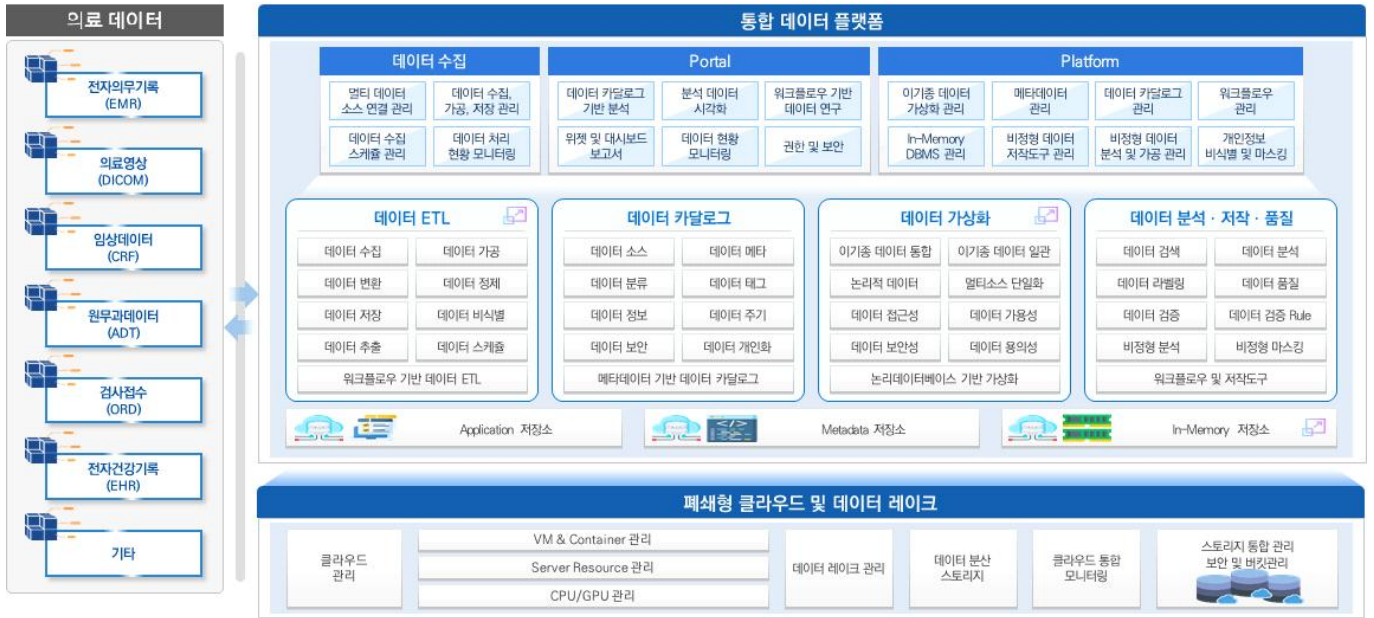 의료 데이터
전자의무기록
(EMR)
의료영상
(DICOM)
임상데이터
(CRF)
원무과데이터
(ADT)
검사접수
(ORD)
전자건강기록
(EHR)
기타
통합 데이터 플랫폼
데이터 수집
멀티 데이터
소스 연결 관리
데이터 수집,
가공, 저장 관리
데이터 수집
스케쥴 관리
데이터 처리
현황 모니터링
Portal
데이터 카달로그
기반 분석
분석 데이터
시각화
워크플로우 기반
데이터 연구
위젯 및 대시보드
보고서
데이터 현황
모니터링
권한 및 보안
Platform
이기종 데이터
가상화 관리
메타데이터
관리
데이터 카달로그
관리
워크플로우
관리
In-Memory
DBMS 관리
비정형 데이터
저작도구 관리
비정형 데이터
분석 및 가공 관리
개인정보
비식별 및 마스킹
데이터 ETL
데이터 수집
데이터 가공
데이터 변환
데이터 정제
데이터 저장
데이터 비식별
데이터 추출
데이터 스케쥴
워크플로우 기반 데이터 ETL
데이터 카달로그
데이터 소스
데이터 메타
데이터 분류
데이터 태그
데이터 정보
데이터 주기
데이터 보안
데이터 개인화
메타데이터 기반 데이터 카달로그
데이터 가상화
이기종 데이터 통합
이기종 데이터 일관
논리적 데이터
멀티소스 단일화
데이터 접근성
데이터 가용성
데이터 보안성
데이터 용의성
논리데이터베이스 기반 가상화
데이터 분석 · 저작 · 품질
데이터 검색
데이터 분석
데이터 라벨링
데이터 품질
데이터 검증
데이터 검증 Rule
비정형 분석
비정형 마스킹
워크플로우 및 저작도구
Application 저장소
Metadata 저장소
In-Memory 저장소
폐쇄형 클라우드 및 데이터 레이크
클라우드
관리
VM & Container 관리
Server Resource 관리
CPU/GPU 관리
데이터 레이크 관리
데이터 분산
스토리지
클라우드 통합
모니터링
스토리지 통합 관리
보안 및 버킷관리